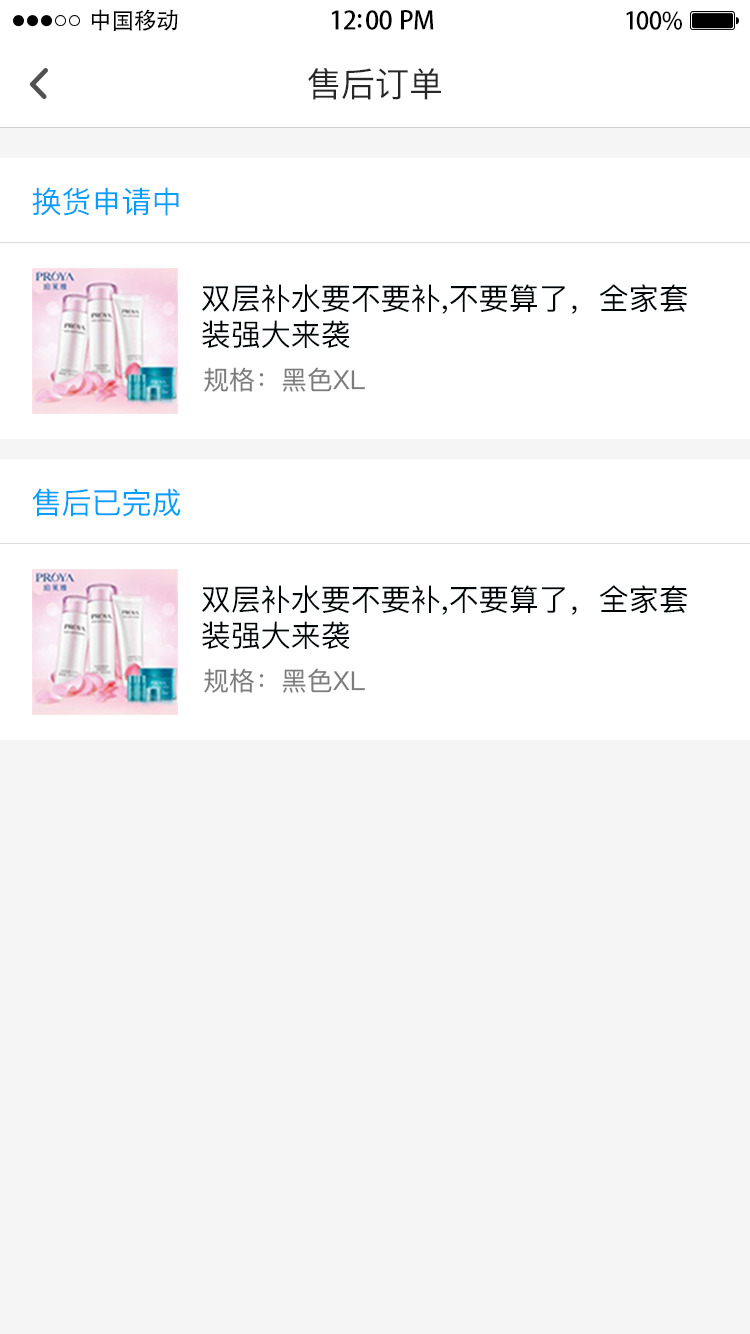 中国移动 12:00 PM 100%
售后订单
换货申请中
PROYA
珀莱雅
双层补水要不要补,不要算了，全家套
装强大来袭
规格：黑色XL
售后已完成
PROYA
珀莱雅
双层补水要不要补,不要算了，全家套
装强大来袭
规格：黑色XL